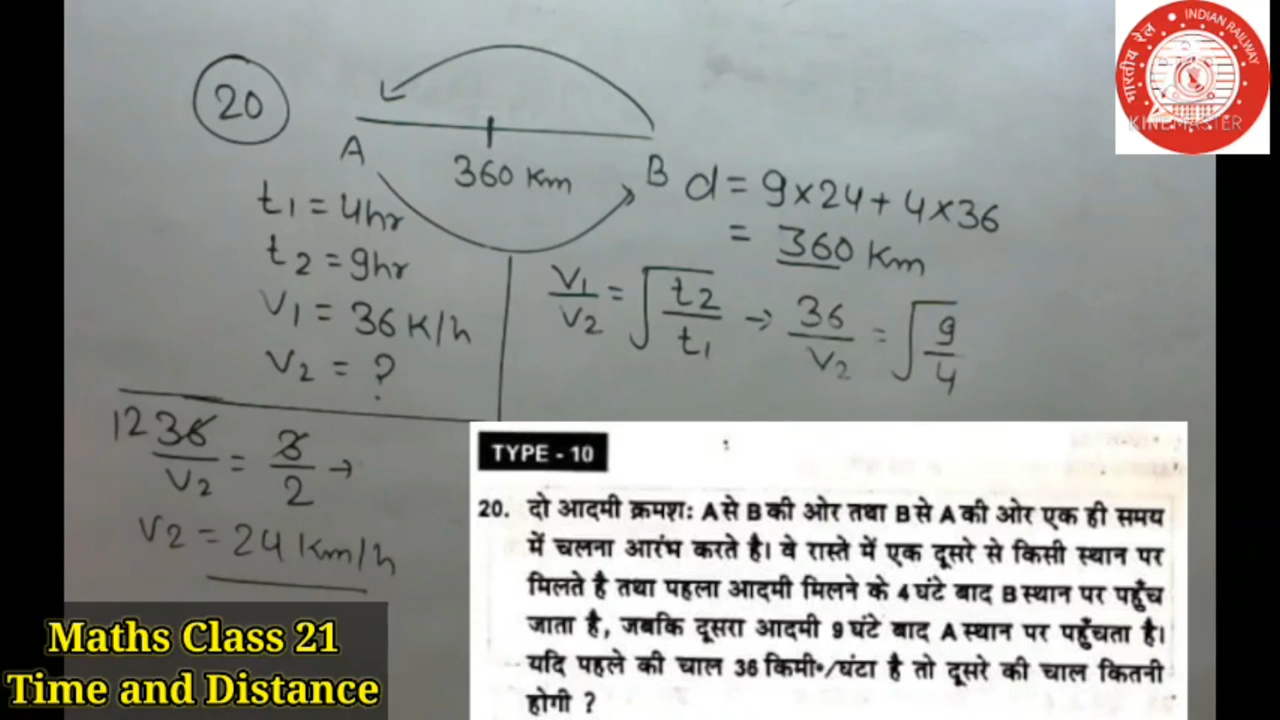 भारतीय रेल • INDIAN RAILWAY
KINEMASTER
20
A
360 Km
B
d = 9×24 + 4×36
= 360 Km
t1 = 4hr
t2 = 9hr
V1 = 36 K/h
V2 = ?
V1/V2 = √(t2/t1) → 36/V2 = √(9/4)
12 36/V2 = 3/2 →
V2 = 24 Km/h
TYPE - 10
20. दो आदमी क्रमशः A से B की ओर तथा B से A की ओर एक ही समय
में चलना आरंभ करते है। वे रास्ते में एक दूसरे से किसी स्थान पर
मिलते है तथा पहला आदमी मिलने के 4 घंटे बाद B स्थान पर पहुँच
जाता है, जबकि दूसरा आदमी 9 घंटे बाद A स्थान पर पहुँचता है।
यदि पहले की चाल 36 किमी॰/घंटा है तो दूसरे की चाल कितनी
होगी ?
Maths Class 21
Time and Distance